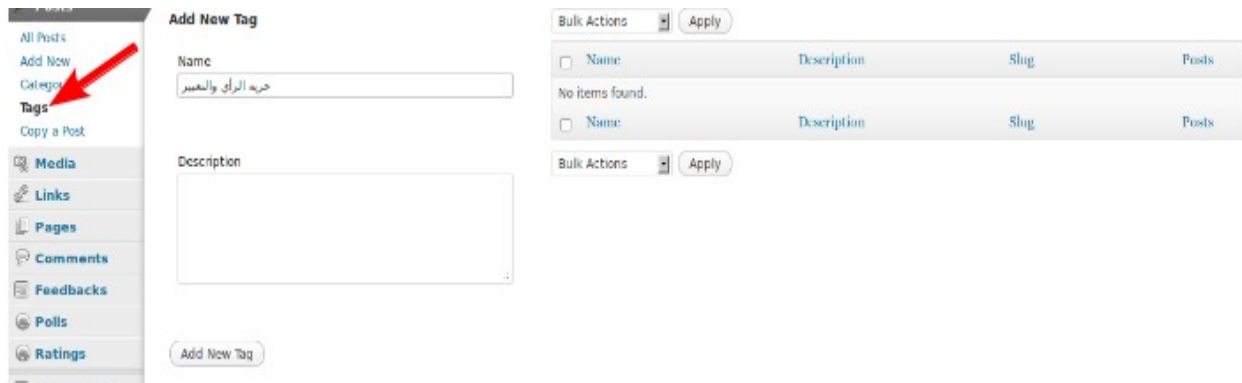 Posts
All Posts
Add New
Tags
Copy a Post
Media
Links
Pages
Comments
Feedbacks
Polls
Ratings
Add New Tag
Name
حرية الرأي والتعبير
Description
Add New Tag
Bulk Actions
Apply
Name Description Slug Posts
No items found.
Name Description Slug Posts
Bulk Actions
Apply